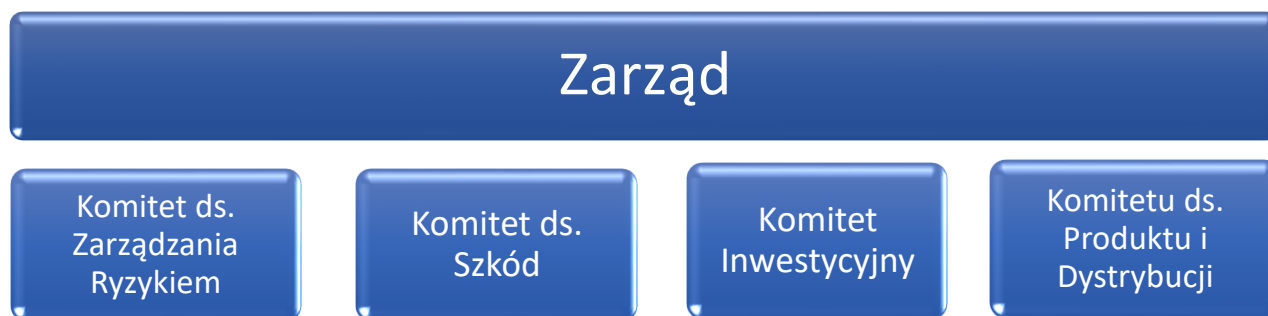 Zarząd
Komitet ds.
Zarządzania
Ryzykiem
Komitet ds.
Szkód
Komitet
Inwestycyjny
Komitetu ds.
Produktu i
Dystrybucji